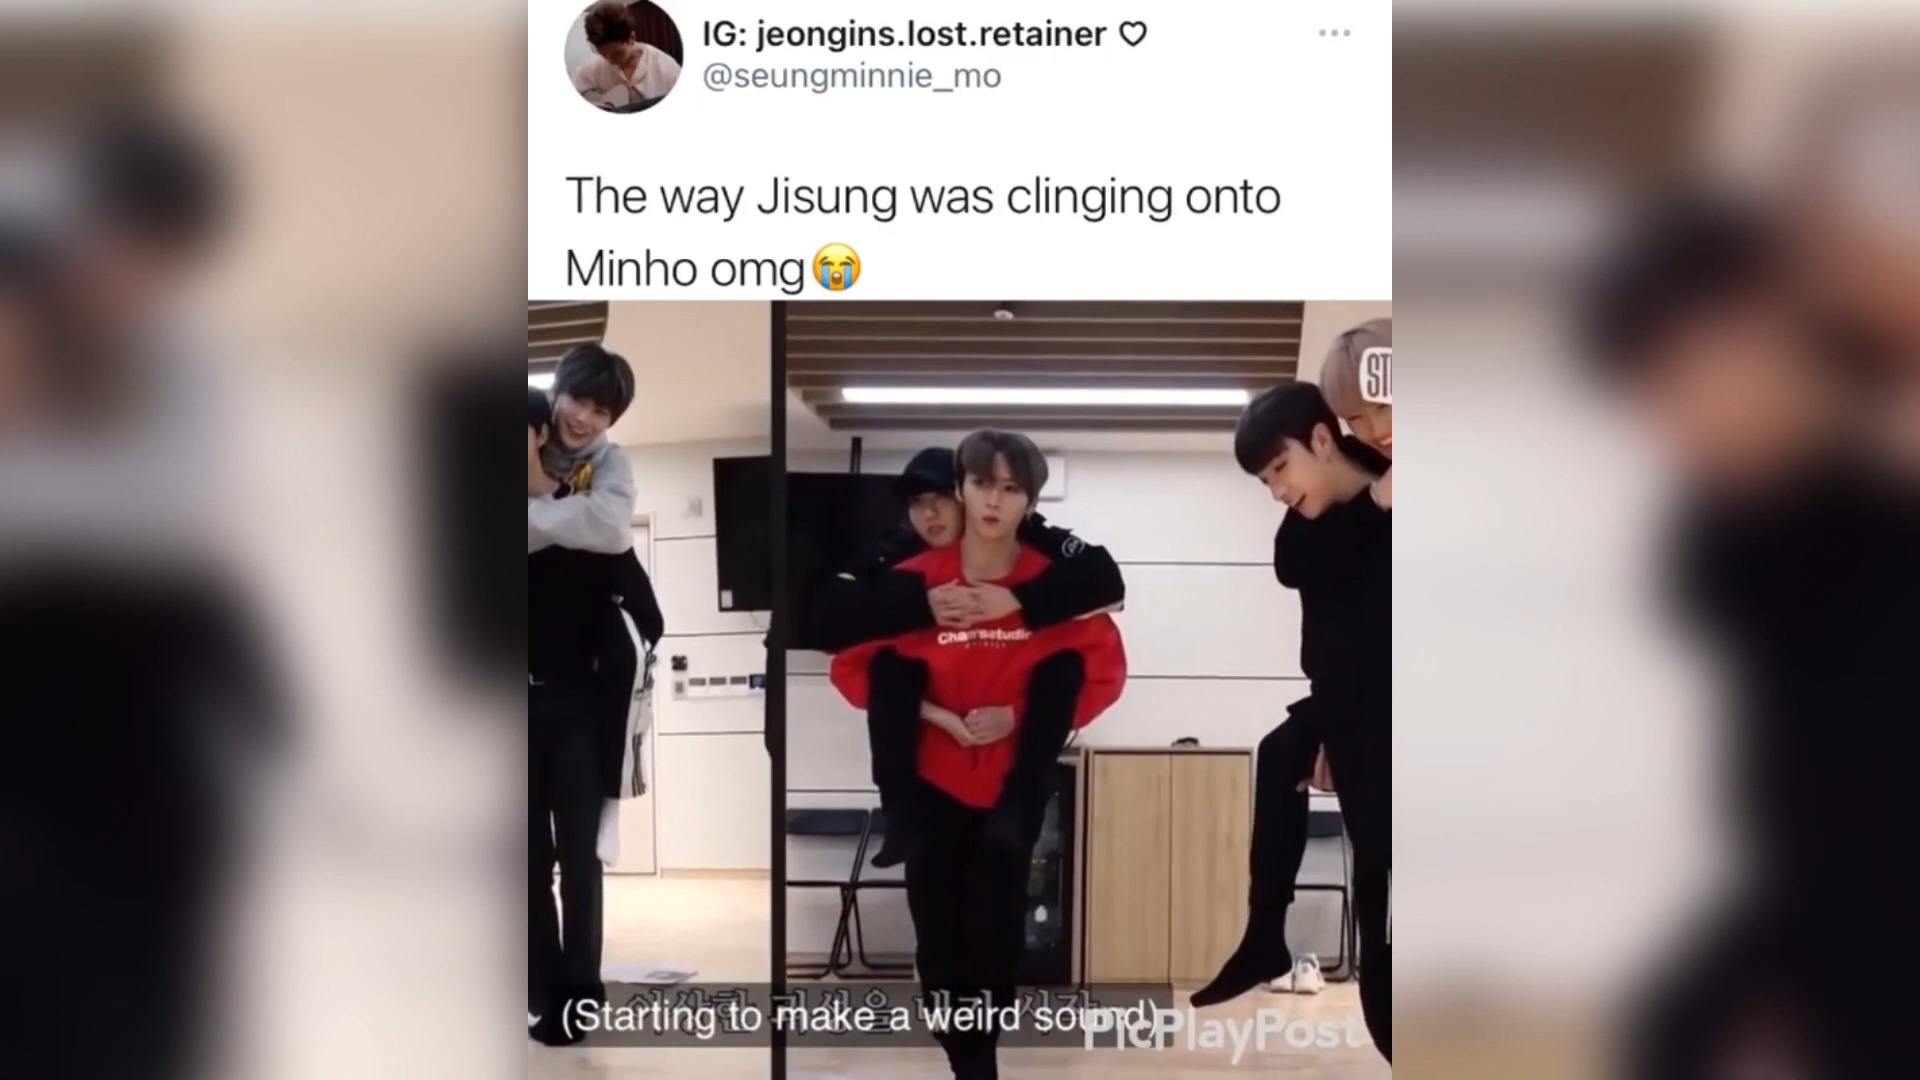 IG: jeongins.lost.retainer ♡
@seungminnie_mo
The way Jisung was clinging onto
Minho omg😭
ST
(Starting to make a weird sound)
PicPlayPost